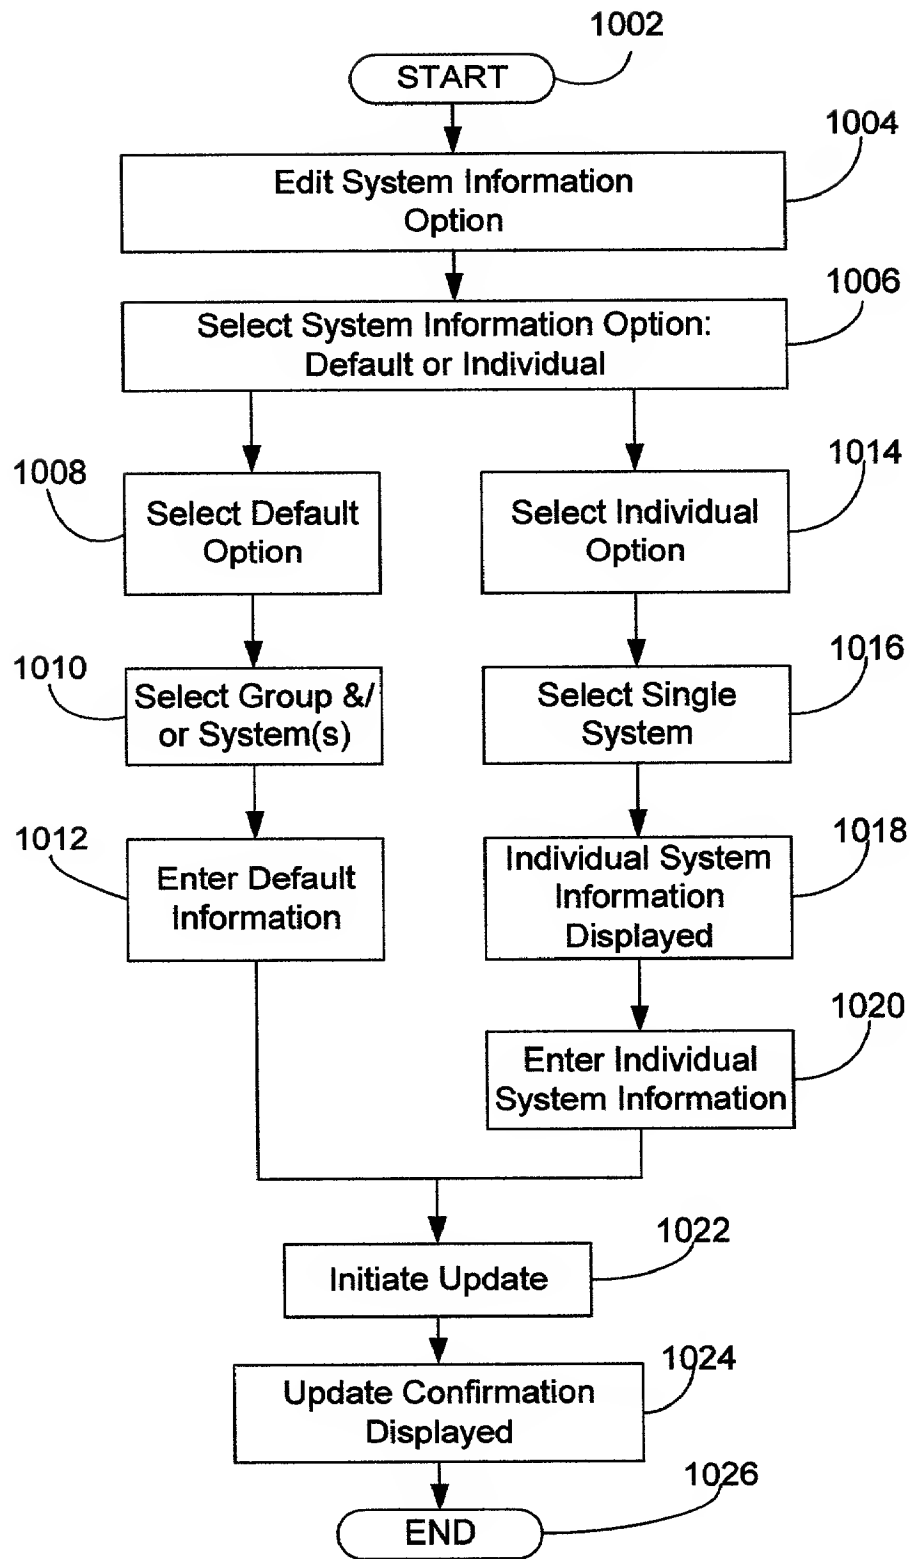 1002
START
1004
Edit System Information
Option
1006
Select System Information Option:
Default or Individual
1008
Select Default
Option
1014
Select Individual
Option
1010
Select Group &/
or System(s)
1016
Select Single
System
1012
Enter Default
Information
1018
Individual System
Information
Displayed
1020
Enter Individual
System Information
1022
Initiate Update
1024
Update Confirmation
Displayed
1026
END